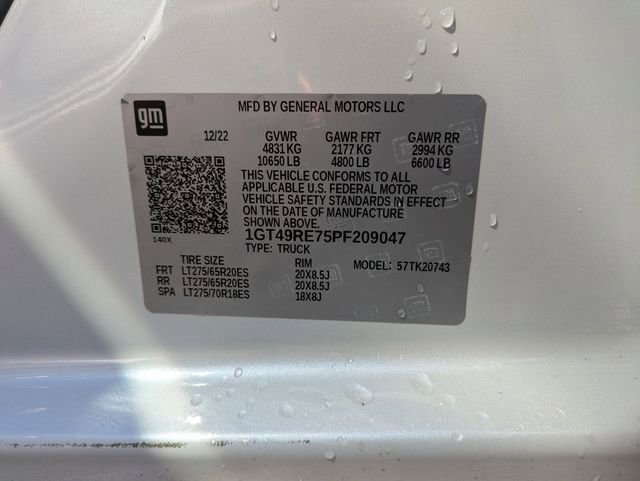 MFD BY GENERAL MOTORS LLC
gm
12/22 GVWR GAWR FRT GAWR RR
4831 KG 2177 KG 2994 KG
10650 LB 4800 LB 6600 LB
THIS VEHICLE CONFORMS TO ALL
APPLICABLE U.S. FEDERAL MOTOR
VEHICLE SAFETY STANDARDS IN EFFECT
ON THE DATE OF MANUFACTURE
SHOWN ABOVE.
140X
1GT49RE75PF209047
TYPE: TRUCK
TIRE SIZE RIM MODEL: 57TK20743
FRT LT275/65R20ES 20X8.5J
RR LT275/65R20ES 20X8.5J
SPA LT275/70R18ES 18X8J